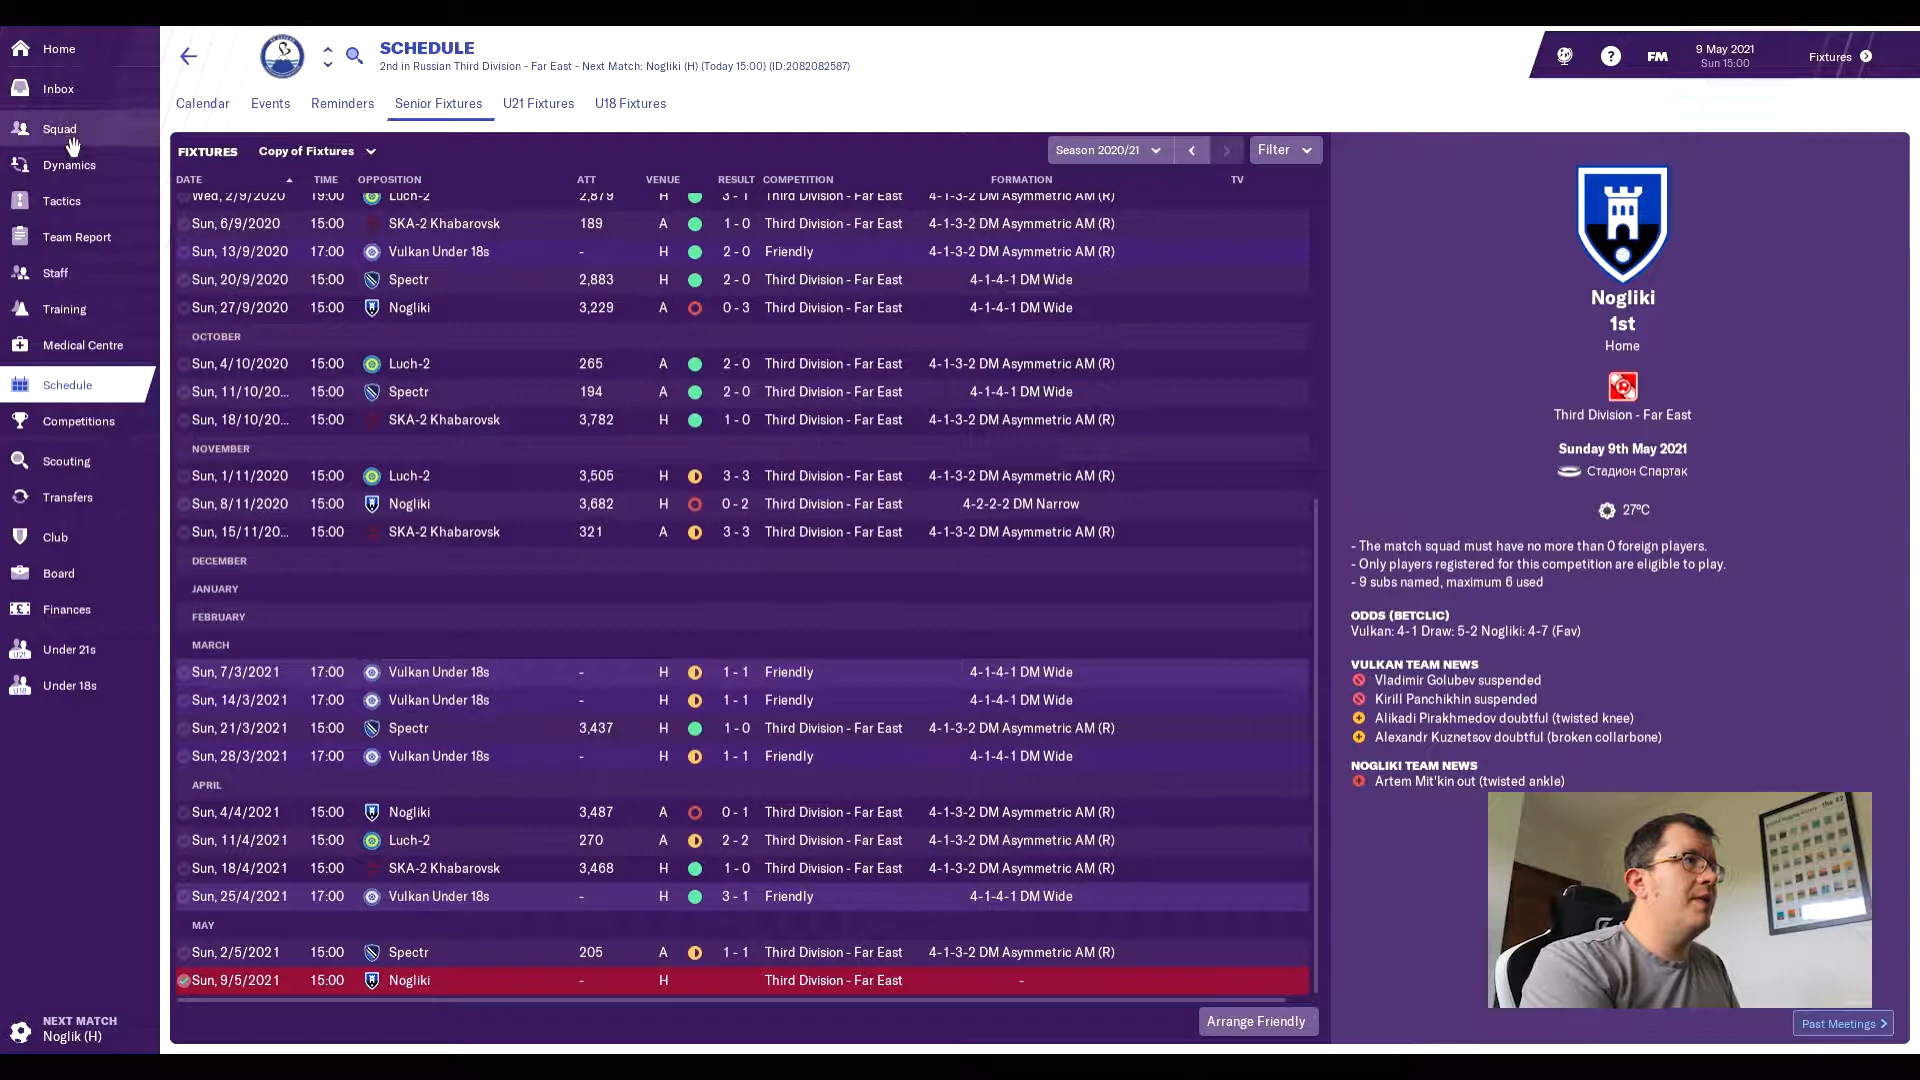 Home
Inbox
Squad
Dynamics
Tactics
Team Report
Staff
Training
Medical Centre
Schedule
Competitions
Scouting
Transfers
Club
Board
Finances
Under 21s
Under 18s
NEXT MATCH
Noglik (H)
SCHEDULE
2nd in Russian Third Division - Far East - Next Match: Nogliki (H) (Today 15:00) (ID:2082082587)
? FM 9 May 2021 Fixtures
Sun 15:00
Calendar Events Reminders Senior Fixtures U21 Fixtures U18 Fixtures
FIXTURES Copy of Fixtures Season 2020/21 Filter
DATE TIME OPPOSITION ATT VENUE RESULT COMPETITION FORMATION TV
Wed, 2/9/2020 19:00 Luch-2 2,879 H 3 - 1 Third Division - Far East 4-1-3-2 DM Asymmetric AM (R)
Sun, 6/9/2020 15:00 SKA-2 Khabarovsk 189 A 1 - 0 Third Division - Far East 4-1-3-2 DM Asymmetric AM (R)
Sun, 13/9/2020 17:00 Vulkan Under 18s - H 2 - 0 Friendly 4-1-3-2 DM Asymmetric AM (R)
Sun, 20/9/2020 15:00 Spectr 2,883 H 2 - 0 Third Division - Far East 4-1-4-1 DM Wide
Sun, 27/9/2020 15:00 Nogliki 3,229 A 0 - 3 Third Division - Far East 4-1-4-1 DM Wide
OCTOBER
Sun, 4/10/2020 15:00 Luch-2 265 A 2 - 0 Third Division - Far East 4-1-3-2 DM Asymmetric AM (R)
Sun, 11/10/20... 15:00 Spectr 194 A 2 - 0 Third Division - Far East 4-1-4-1 DM Wide
Sun, 18/10/20... 15:00 SKA-2 Khabarovsk 3,782 H 1 - 0 Third Division - Far East 4-1-3-2 DM Asymmetric AM (R)
NOVEMBER
Sun, 1/11/2020 15:00 Luch-2 3,505 H 3 - 3 Third Division - Far East 4-1-3-2 DM Asymmetric AM (R)
Sun, 8/11/2020 15:00 Nogliki 3,682 H 0 - 2 Third Division - Far East 4-2-2-2 DM Narrow
Sun, 15/11/20... 15:00 SKA-2 Khabarovsk 321 A 3 - 3 Third Division - Far East 4-1-3-2 DM Asymmetric AM (R)
DECEMBER
JANUARY
FEBRUARY
MARCH
Sun, 7/3/2021 17:00 Vulkan Under 18s - H 1 - 1 Friendly 4-1-4-1 DM Wide
Sun, 14/3/2021 17:00 Vulkan Under 18s - H 1 - 1 Friendly 4-1-4-1 DM Wide
Sun, 21/3/2021 15:00 Spectr 3,437 H 1 - 0 Third Division - Far East 4-1-3-2 DM Asymmetric AM (R)
Sun, 28/3/2021 17:00 Vulkan Under 18s - H 1 - 1 Friendly 4-1-4-1 DM Wide
APRIL
Sun, 4/4/2021 15:00 Nogliki 3,487 A 0 - 1 Third Division - Far East 4-1-3-2 DM Asymmetric AM (R)
Sun, 11/4/2021 15:00 Luch-2 270 A 2 - 2 Third Division - Far East 4-1-3-2 DM Asymmetric AM (R)
Sun, 18/4/2021 15:00 SKA-2 Khabarovsk 3,468 H 1 - 0 Third Division - Far East 4-1-3-2 DM Asymmetric AM (R)
Sun, 25/4/2021 17:00 Vulkan Under 18s - H 3 - 1 Friendly 4-1-4-1 DM Wide
MAY
Sun, 2/5/2021 15:00 Spectr 205 A 1 - 1 Third Division - Far East 4-1-3-2 DM Asymmetric AM (R)
Sun, 9/5/2021 15:00 Nogliki - H Third Division - Far East -
Arrange Friendly
Nogliki
1st
Home
Third Division - Far East
Sunday 9th May 2021
Стадион Спартак
27°C
- The match squad must have no more than 0 foreign players.
- Only players registered for this competition are eligible to play.
- 9 subs named, maximum 6 used
ODDS (BETCLIC)
Vulkan: 4-1 Draw: 5-2 Nogliki: 4-7 (Fav)
VULKAN TEAM NEWS
Vladimir Golubev suspended
Kirill Panchikhin suspended
Alikadi Pirakhmedov doubtful (twisted knee)
Alexandr Kuznetsov doubtful (broken collarbone)
NOGLIKI TEAM NEWS
Artem Mit'kin out (twisted ankle)
Past Meetings